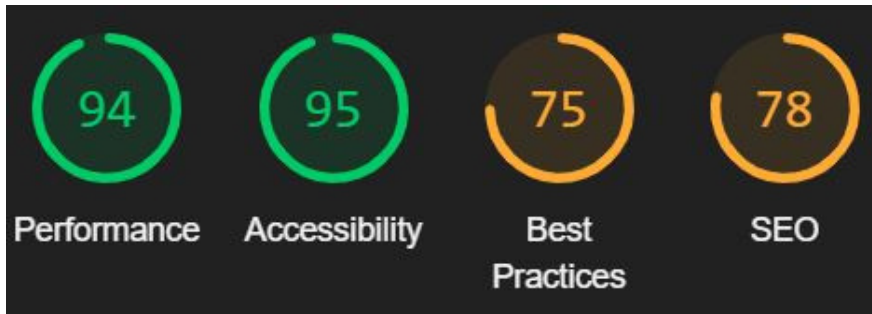 94
95
75
78
Performance
Accessibility
Best
Practices
SEO